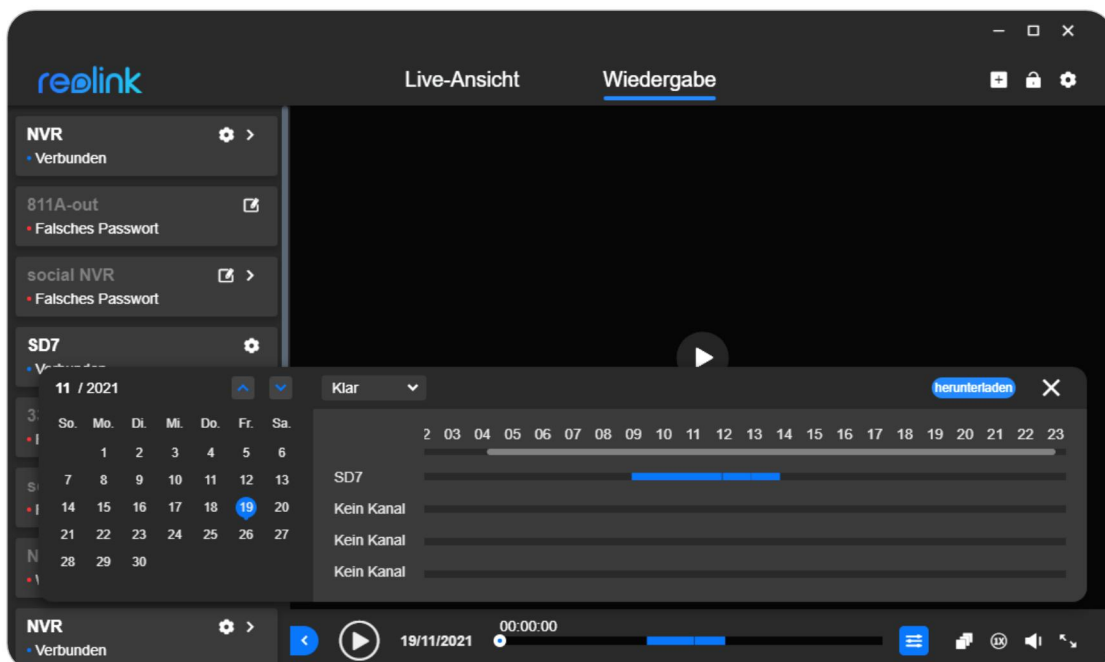 reolink
Live-Ansicht
Wiedergabe
NVR
Verbunden
811A-out
Falsches Passwort
social NVR
Falsches Passwort
SD7
11 / 2021
So. Mo. Di. Mi. Do. Fr. Sa.
1 2 3 4 5 6
7 8 9 10 11 12 13
14 15 16 17 18 19 20
21 22 23 24 25 26 27
28 29 30
Klar
herunterladen
03 04 05 06 07 08 09 10 11 12 13 14 15 16 17 18 19 20 21 22 23
SD7
Kein Kanal
Kein Kanal
Kein Kanal
NVR
Verbunden
19/11/2021
00:00:00
1X